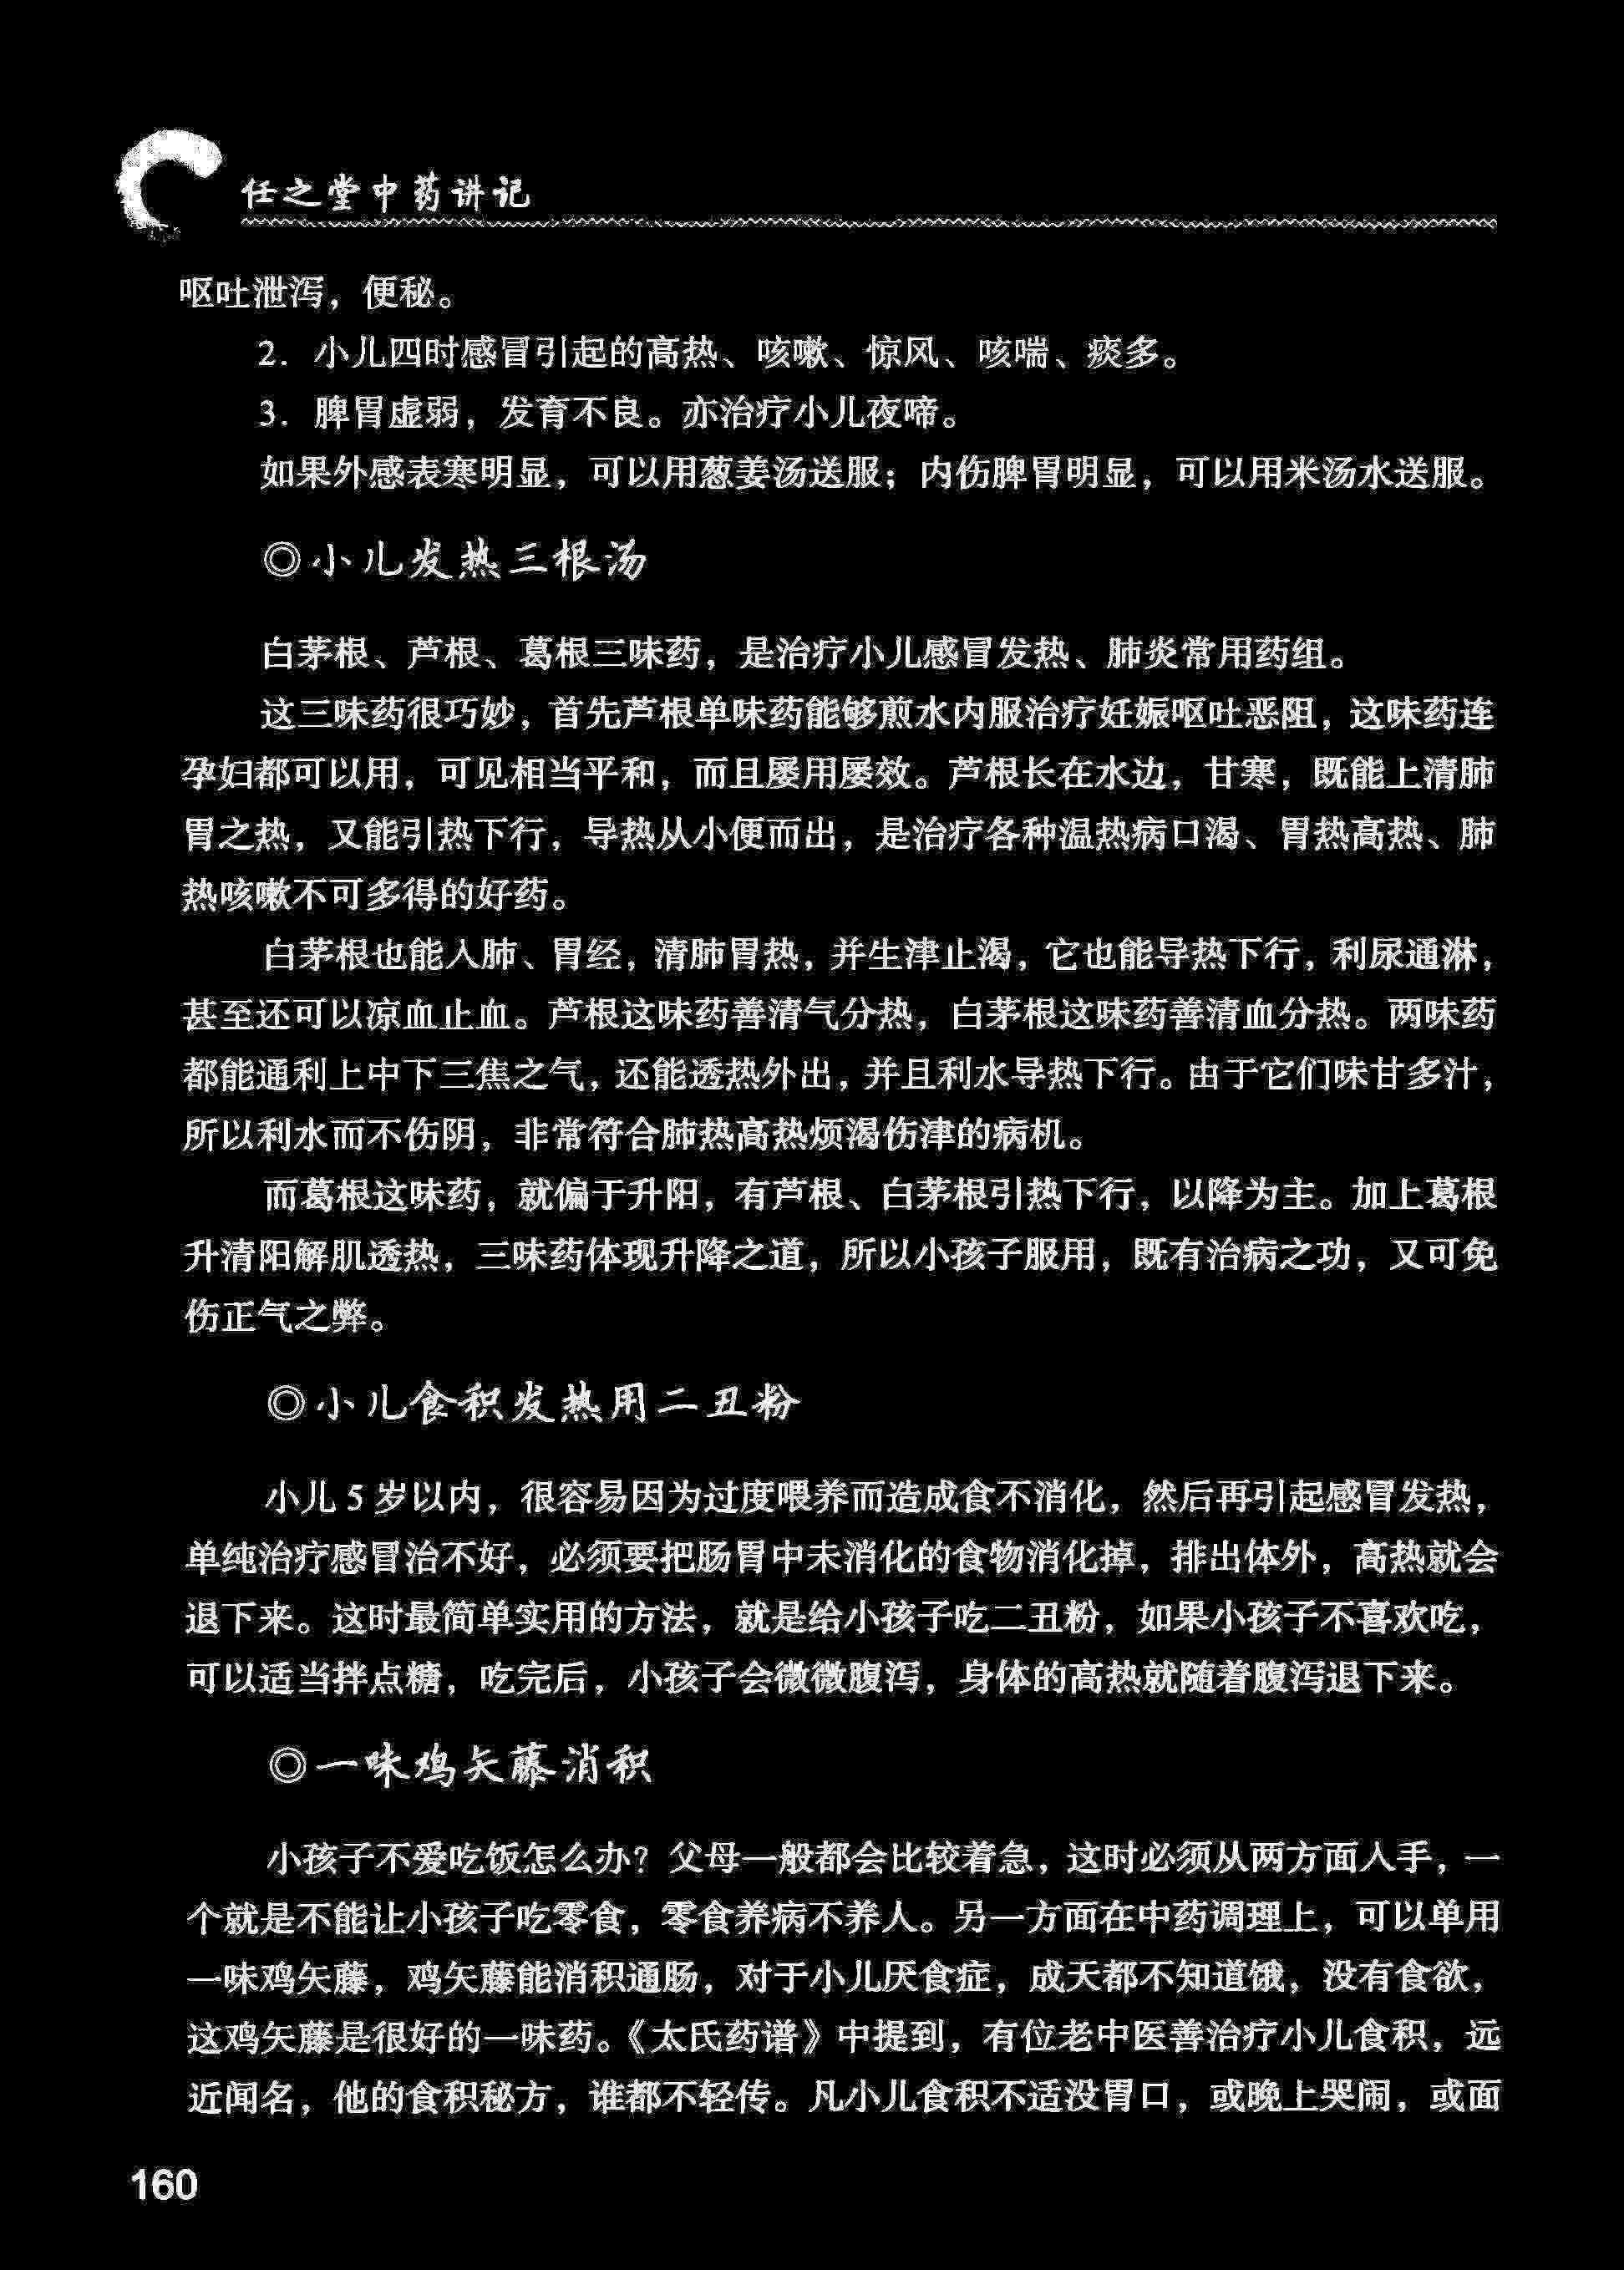 任之堂中药讲记
呕吐泄泻，便秘。
2．小儿四时感冒引起的高热、咳嗽、惊风、咳喘、痰多。
3．脾胃虚弱，发育不良。亦治疗小儿夜啼。
如果外感表寒明显，可以用葱姜汤送服；内伤脾胃明显，可以用米汤水送服。
◎小儿发热三根汤
白茅根、芦根、葛根三味药，是治疗小儿感冒发热、肺炎常用药组。
这三味药很巧妙，首先芦根单味药能够煎水内服治疗妊娠呕吐恶阻，这味药连
孕妇都可以用，可见相当平和，而且屡用屡效。芦根长在水边，甘寒，既能上清肺
胃之热，又能引热下行，导热从小便而出，是治疗各种温热病口渴、胃热高热、肺
热咳嗽不可多得的好药。
白茅根也能入肺、胃经，清肺胃热，并生津止渴，它也能导热下行，利尿通淋，
甚至还可以凉血止血。芦根这味药善清气分热，白茅根这味药善清血分热。两味药
都能通利上中下三焦之气，还能透热外出，并且利水导热下行。由于它们味甘多汁，
所以利水而不伤阴，非常符合肺热高热烦渴伤津的病机。
而葛根这味药，就偏于升阳，有芦根、白茅根引热下行，以降为主。加上葛根
升清阳解肌透热，三味药体现升降之道，所以小孩子服用，既有治病之功，又可免
伤正气之弊。
◎小儿食积发热用二丑粉
小儿5岁以内，很容易因为过度喂养而造成食不消化，然后再引起感冒发热，
单纯治疗感冒治不好，必须要把肠胃中未消化的食物消化掉，排出体外，高热就会
退下来。这时最简单实用的方法，就是给小孩子吃二丑粉，如果小孩子不喜欢吃，
可以适当拌点糖，吃完后，小孩子会微微腹泻，身体的高热就随着腹泻退下来。
◎一味鸡矢藤消积
小孩子不爱吃饭怎么办？父母一般都会比较着急，这时必须从两方面入手，一
个就是不能让小孩子吃零食，零食养病不养人。另一方面在中药调理上，可以单用
一味鸡矢藤，鸡矢藤能消积通肠，对于小儿厌食症，成天都不知道饿，没有食欲，
这鸡矢藤是很好的一味药。《太氏药谱》中提到，有位老中医善治疗小儿食积，远
近闻名，他的食积秘方，谁都不轻传。凡小儿食积不适没胃口，或晚上哭闹，或面
160